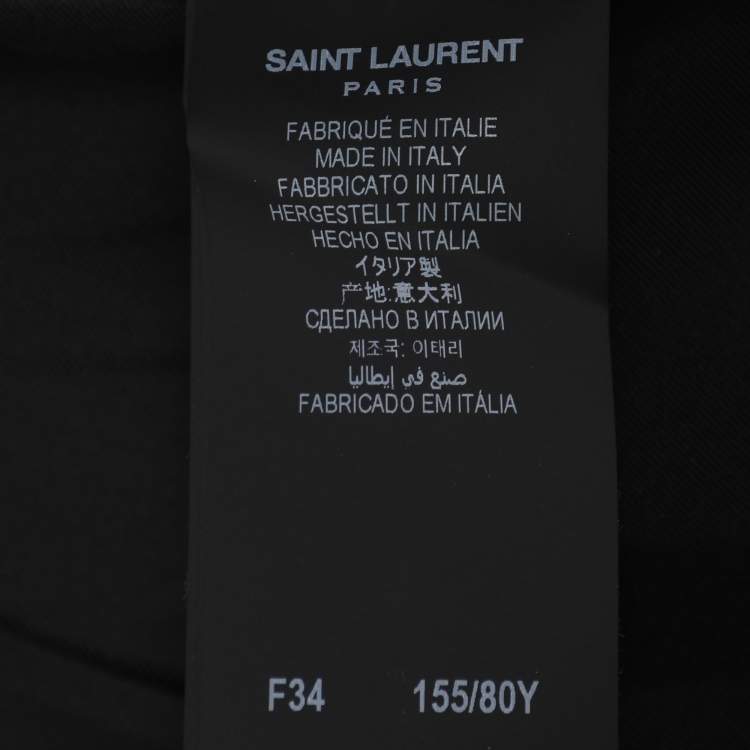 SAINT LAURENT
PARIS
FABRIQUÉ EN ITALIE
MADE IN ITALY
FABBRICATO IN ITALIA
HERGESTELLT IN ITALIEN
HECHO EN ITALIA
イタリア製
产地:意大利
СДЕЛАНО В ИТАЛИИ
제조국: 이태리
صنع في إيطاليا
FABRICADO EM ITÁLIA
F34 155/80Y